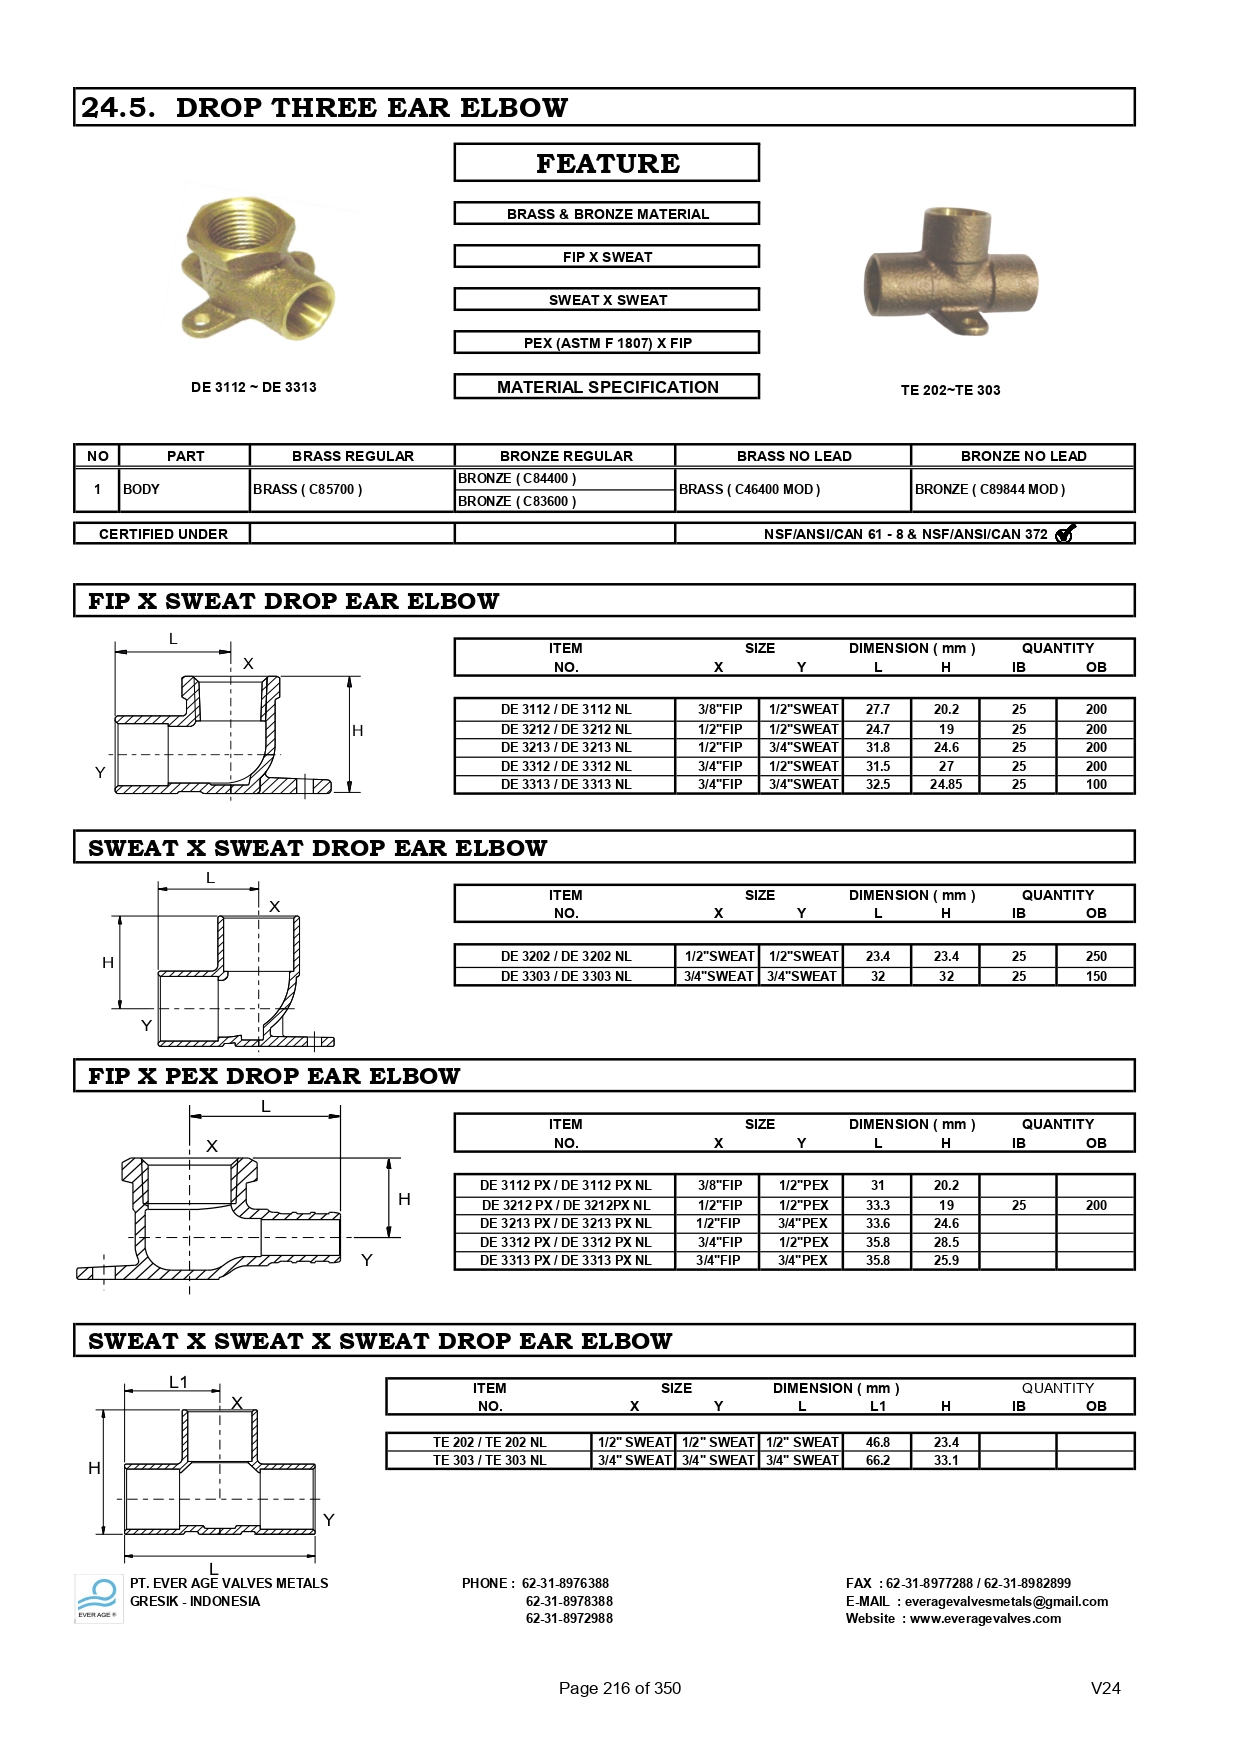 24.5. DROP THREE EAR ELBOW
FEATURE
BRASS & BRONZE MATERIAL
FIP X SWEAT
SWEAT X SWEAT
PEX (ASTM F 1807) X FIP
MATERIAL SPECIFICATION
DE 3112 ~ DE 3313
TE 202~TE 303
NO PART BRASS REGULAR BRONZE REGULAR BRASS NO LEAD BRONZE NO LEAD
BRONZE ( C84400 )
1 BODY BRASS ( C85700 ) BRASS ( C46400 MOD ) BRONZE ( C89844 MOD )
BRONZE ( C83600 )
CERTIFIED UNDER NSF/ANSI/CAN 61 - 8 & NSF/ANSI/CAN 372
FIP X SWEAT DROP EAR ELBOW
L
X
H
Y
ITEM SIZE DIMENSION ( mm ) QUANTITY
NO. X Y L H IB OB
DE 3112 / DE 3112 NL 3/8"FIP 1/2"SWEAT 27.7 20.2 25 200
DE 3212 / DE 3212 NL 1/2"FIP 1/2"SWEAT 24.7 19 25 200
DE 3213 / DE 3213 NL 1/2"FIP 3/4"SWEAT 31.8 24.6 25 200
DE 3312 / DE 3312 NL 3/4"FIP 1/2"SWEAT 31.5 27 25 200
DE 3313 / DE 3313 NL 3/4"FIP 3/4"SWEAT 32.5 24.85 25 100
SWEAT X SWEAT DROP EAR ELBOW
L
X
H
Y
ITEM SIZE DIMENSION ( mm ) QUANTITY
NO. X Y L H IB OB
DE 3202 / DE 3202 NL 1/2"SWEAT 1/2"SWEAT 23.4 23.4 25 250
DE 3303 / DE 3303 NL 3/4"SWEAT 3/4"SWEAT 32 32 25 150
FIP X PEX DROP EAR ELBOW
L
X
H
Y
ITEM SIZE DIMENSION ( mm ) QUANTITY
NO. X Y L H IB OB
DE 3112 PX / DE 3112 PX NL 3/8"FIP 1/2"PEX 31 20.2
DE 3212 PX / DE 3212PX NL 1/2"FIP 1/2"PEX 33.3 19 25 200
DE 3213 PX / DE 3213 PX NL 1/2"FIP 3/4"PEX 33.6 24.6
DE 3312 PX / DE 3312 PX NL 3/4"FIP 1/2"PEX 35.8 28.5
DE 3313 PX / DE 3313 PX NL 3/4"FIP 3/4"PEX 35.8 25.9
SWEAT X SWEAT X SWEAT DROP EAR ELBOW
L1
X
H
Y
L
ITEM SIZE DIMENSION ( mm ) QUANTITY
NO. X Y L L1 H IB OB
TE 202 / TE 202 NL 1/2" SWEAT 1/2" SWEAT 1/2" SWEAT 46.8 23.4
TE 303 / TE 303 NL 3/4" SWEAT 3/4" SWEAT 3/4" SWEAT 66.2 33.1
EVER AGE ®
PT. EVER AGE VALVES METALS PHONE : 62-31-8976388 FAX : 62-31-8977288 / 62-31-8982899
GRESIK - INDONESIA 62-31-8978388 E-MAIL : everagevalvesmetals@gmail.com
62-31-8972988 Website : www.everagevalves.com
Page 216 of 350 V24